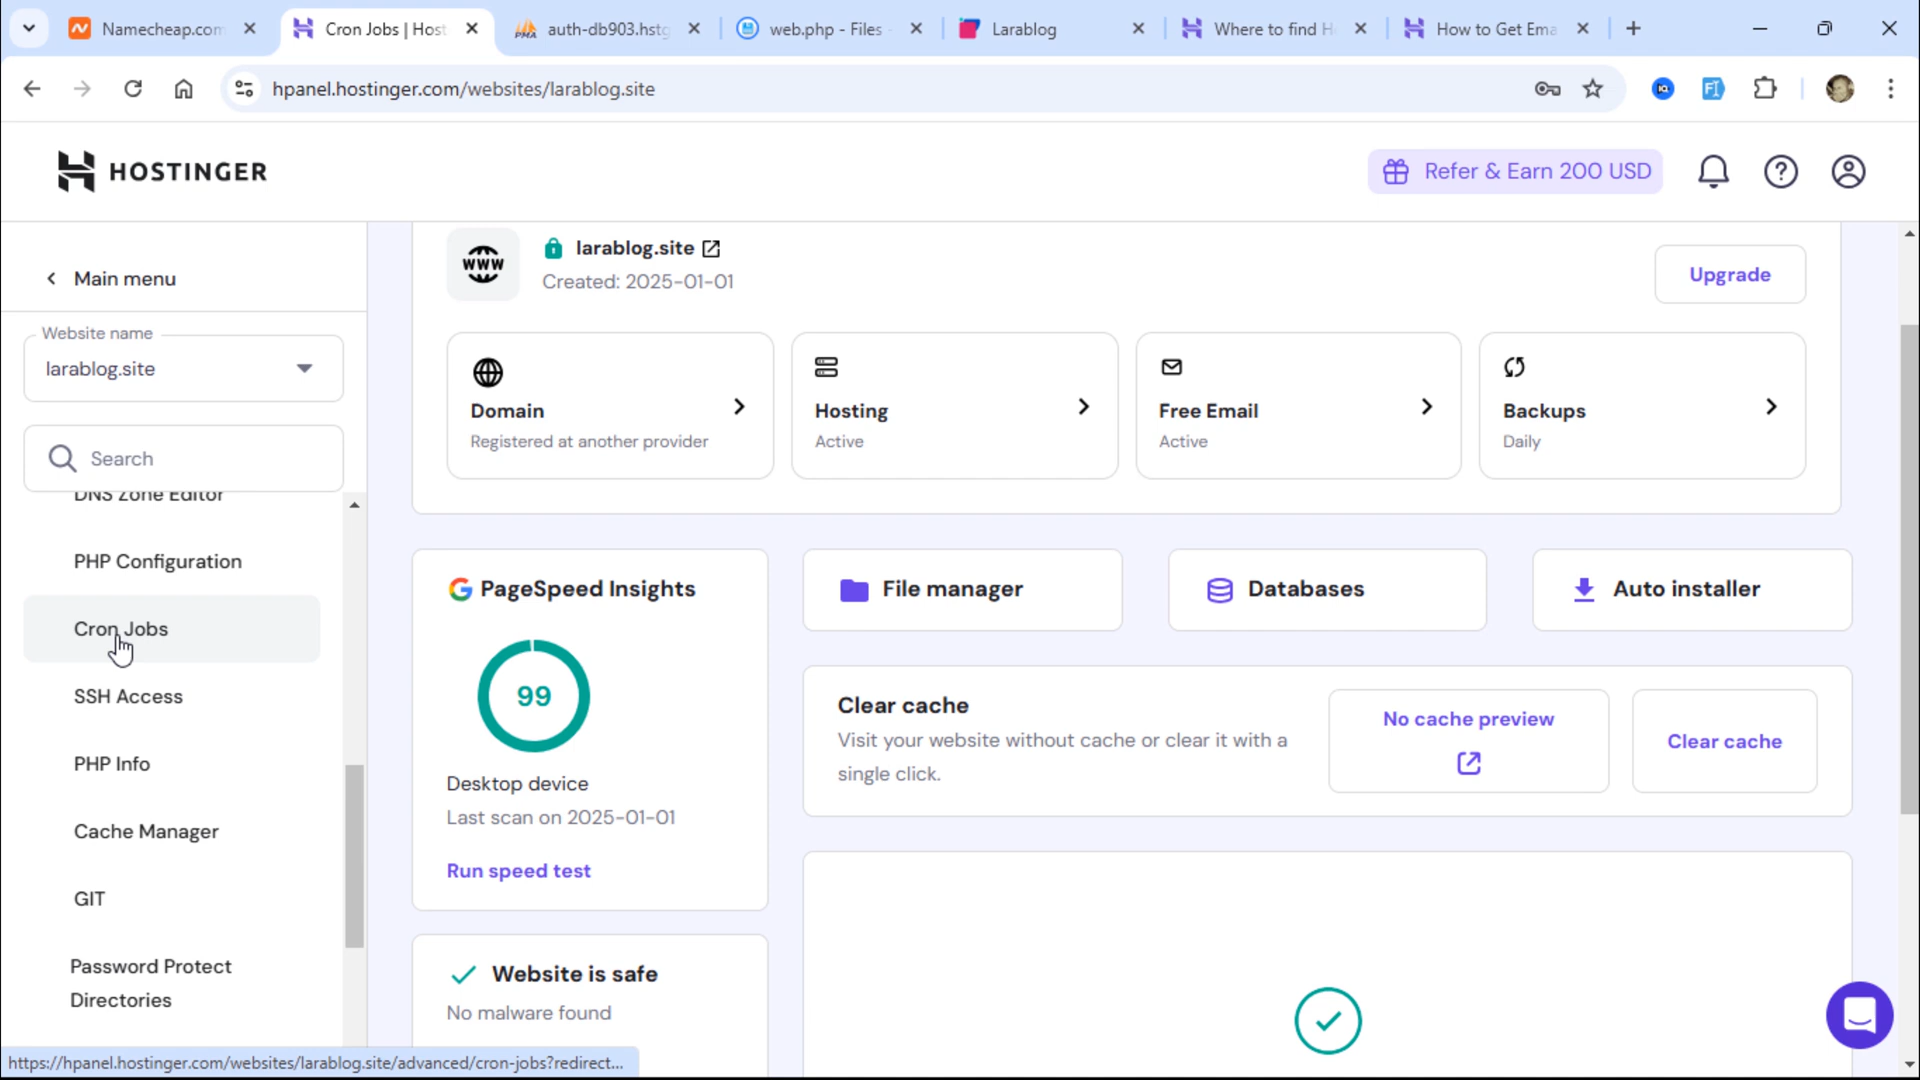 Namecheap.com
Cron Jobs | Host
auth-db903.hstg
web.php - Files -
Larablog
Where to find H
How to Get Ema
hpanel.hostinger.com/websites/larablog.site
HOSTINGER
Refer & Earn 200 USD
Main menu
Website name
larablog.site
Search
DNS Zone Editor
PHP Configuration
Cron Jobs
SSH Access
PHP Info
Cache Manager
GIT
Password Protect
Directories
larablog.site
Created: 2025-01-01
Upgrade
www
Domain
Registered at another provider
Hosting
Active
Free Email
Active
Backups
Daily
PageSpeed Insights
99
Desktop device
Last scan on 2025-01-01
Run speed test
File manager
Databases
Auto installer
Clear cache
Visit your website without cache or clear it with a
single click.
No cache preview
Clear cache
Website is safe
No malware found
https://hpanel.hostinger.com/websites/larablog.site/advanced/cron-jobs?redirect...